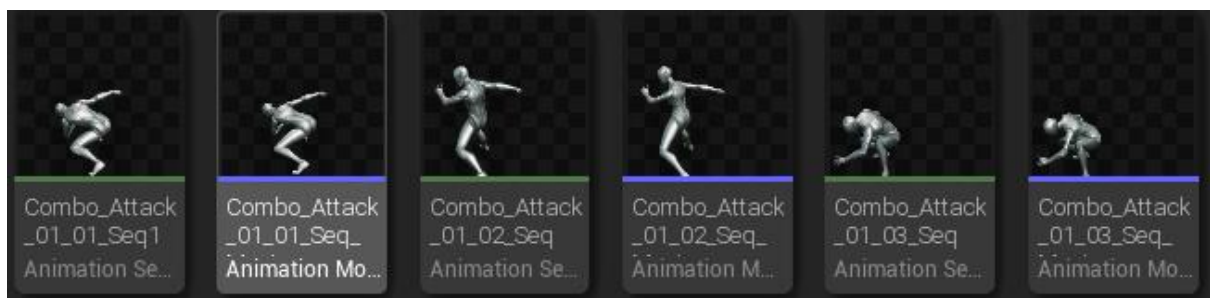 Combo_Attack
_01_01_Seq1
Animation Se...
Combo_Attack
_01_01_Seq_
Animation Mo...
Combo_Attack
_01_02_Seq
Animation Se...
Combo_Attack
_01_02_Seq_
Animation M...
Combo_Attack
_01_03_Seq
Animation Se...
Combo_Attack
_01_03_Seq_
Animation Mo...